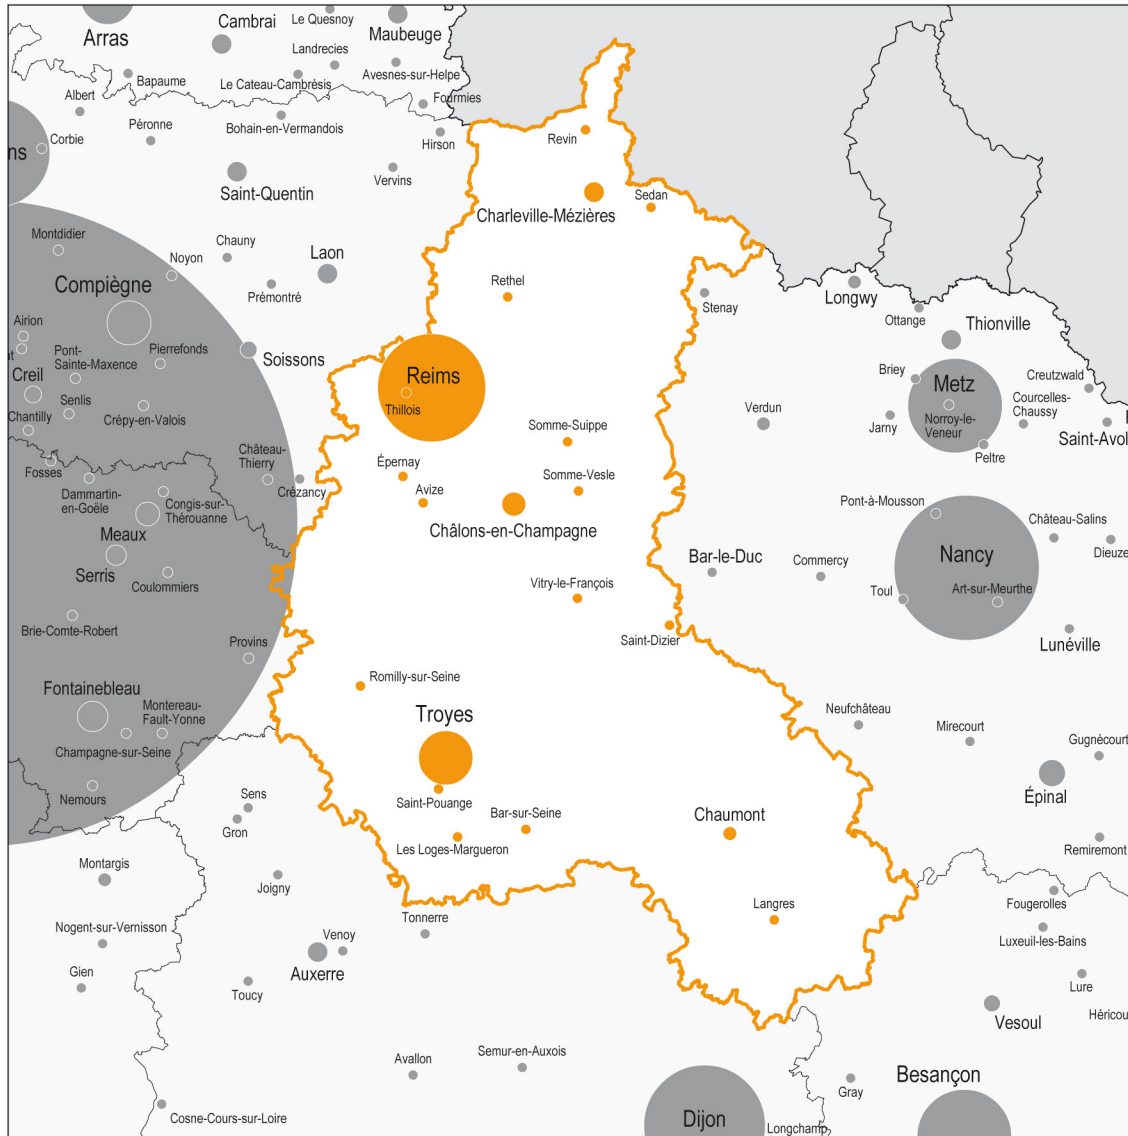 Arras
Cambrai
Le Quesnoy
Maubeuge
Landrecies
Bapaume
Le Cateau-Cambrésis
Avesnes-sur-Helpe
Albert
Fourmies
Péronne
Bohain-en-Vermandois
Corbie
Hirson
Revin
ns
Saint-Quentin
Vervins
Sedan
Charleville-Mézières
Montdidier
Chauny
Noyon
Laon
Compiègne
Prémontré
Rethel
Stenay
Longwy
Ottange
Thionville
Airion
nt
Pont-
Sainte-Maxence
Pierrefonds
Soissons
Creil
Senlis
Reims
Briey
Metz
Creutzwald
Courcelles-
Chaussy
Chantilly
Crépy-en-Valois
Thillois
Verdun
Jarny
Norroy-le-
Veneur
Saint-Avol
Somme-Suippe
Peltre
Fosses
Château-
Thierry
Crézancy
Épernay
Somme-Vesle
Dammartin-
en-Goële
Congis-sur-
Thérouanne
Avize
Pont-à-Mousson
Château-Salins
Meaux
Châlons-en-Champagne
Dieuze
Serris
Coulommiers
Bar-le-Duc
Commercy
Nancy
Vitry-le-François
Toul
Art-sur-Meurthe
Brie-Comte-Robert
Provins
Saint-Dizier
Lunéville
Romilly-sur-Seine
Fontainebleau
Montereau-
Fault-Yonne
Troyes
Neufchâteau
Mirecourt
Champagne-sur-Seine
Gugnécourt
Nemours
Sens
Saint-Pouange
Épinal
Gron
Bar-sur-Seine
Chaumont
Les Loges-Margueron
Remiremont
Montargis
Joigny
Fougerolles
Langres
Tonnerre
Nogent-sur-Vernisson
Venoy
Luxeuil-les-Bains
Gien
Auxerre
Toucy
Lure
Vesoul
Héricou
Semur-en-Auxois
Avallon
Besançon
Gray
Cosne-Cours-sur-Loire
Dijon
Longchamp